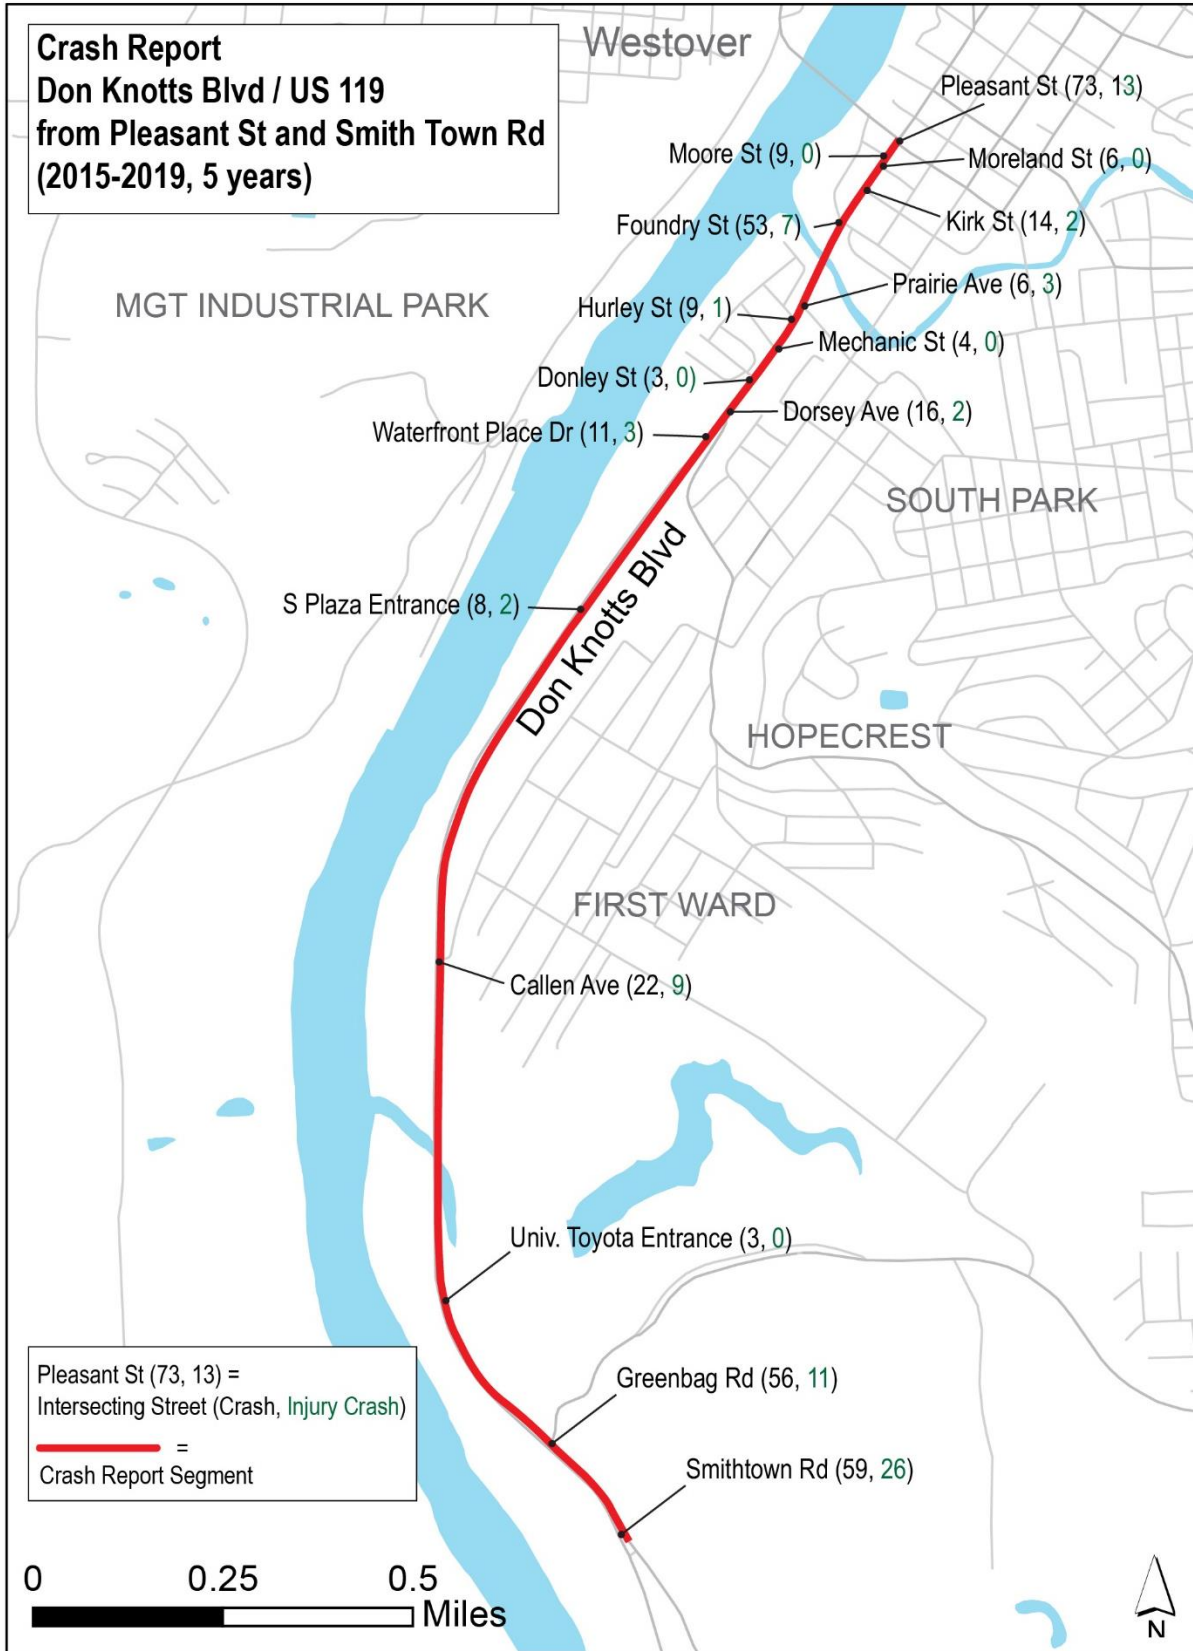 Crash Report
Don Knotts Blvd / US 119
from Pleasant St and Smith Town Rd
(2015-2019, 5 years)
Westover
Pleasant St (73, 13)
Moore St (9, 0)
Moreland St (6, 0)
Kirk St (14, 2)
Foundry St (53, 7)
Prairie Ave (6, 3)
MGT INDUSTRIAL PARK
Hurley St (9, 1)
Mechanic St (4, 0)
Donley St (3, 0)
Dorsey Ave (16, 2)
Waterfront Place Dr (11, 3)
SOUTH PARK
Don Knotts Blvd
S Plaza Entrance (8, 2)
HOPECREST
FIRST WARD
Callen Ave (22, 9)
Univ. Toyota Entrance (3, 0)
Greenbag Rd (56, 11)
Smithtown Rd (59, 26)
Pleasant St (73, 13) =
Intersecting Street (Crash, Injury Crash)
=
Crash Report Segment
0 0.25 0.5
Miles
N